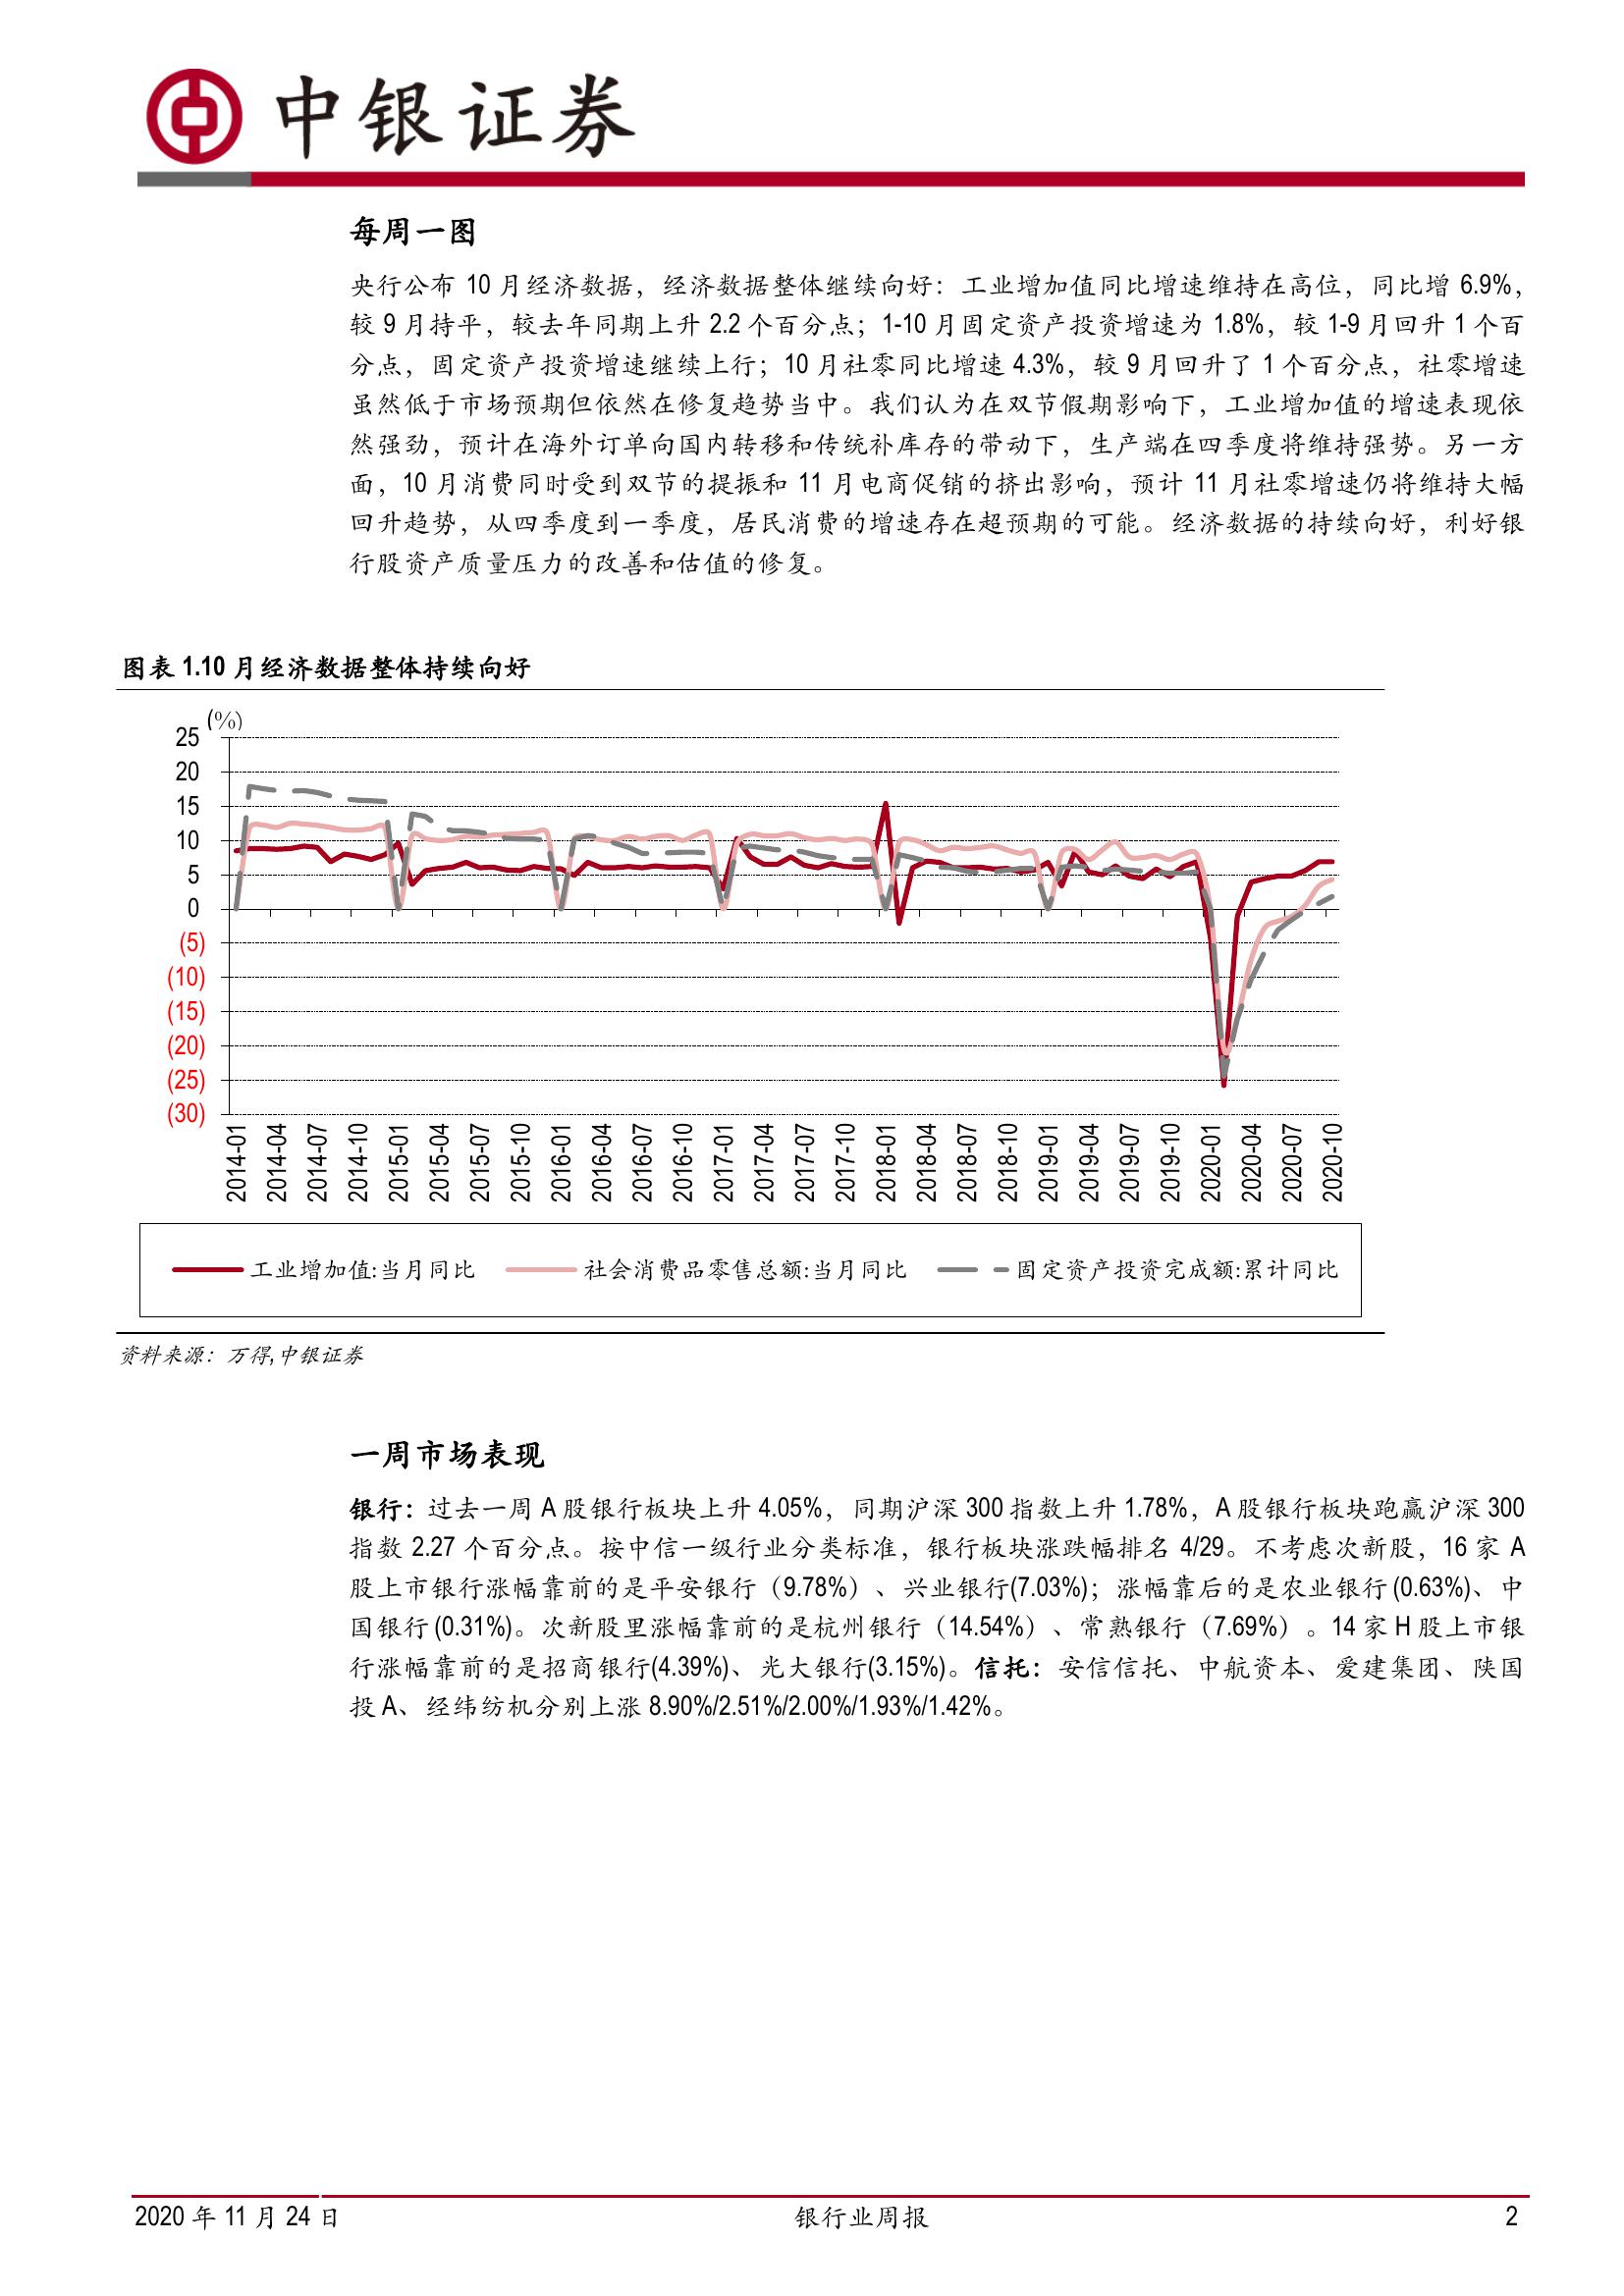 中银证券
每周一图
央行公布 10 月经济数据，经济数据整体继续向好：工业增加值同比增速维持在高位，同比增 6.9%，
较 9 月持平，较去年同期上升 2.2 个百分点；1-10 月固定资产投资增速为 1.8%，较 1-9 月回升 1 个百
分点，固定资产投资增速继续上行；10 月社零同比增速 4.3%，较 9 月回升了 1 个百分点，社零增速
虽然低于市场预期但依然在修复趋势当中。我们认为在双节假期影响下，工业增加值的增速表现依
然强劲，预计在海外订单向国内转移和传统补库存的带动下，生产端在四季度将维持强势。另一方
面，10 月消费同时受到双节的提振和 11 月电商促销的挤出影响，预计 11 月社零增速仍将维持大幅
回升趋势，从四季度到一季度，居民消费的增速存在超预期的可能。经济数据的持续向好，利好银
行股资产质量压力的改善和估值的修复。
图表 1.10 月经济数据整体持续向好
(%)
25
20
15
10
5
0
(5)
(10)
(15)
(20)
(25)
(30)
2014-01
2014-04
2014-07
2014-10
2015-01
2015-04
2015-07
2015-10
2016-01
2016-04
2016-07
2016-10
2017-01
2017-04
2017-07
2017-10
2018-01
2018-04
2018-07
2018-10
2019-01
2019-04
2019-07
2019-10
2020-01
2020-04
2020-07
2020-10
工业增加值:当月同比 社会消费品零售总额:当月同比 固定资产投资完成额:累计同比
资料来源：万得,中银证券
一周市场表现
银行：过去一周 A 股银行板块上升 4.05%，同期沪深 300 指数上升 1.78%，A 股银行板块跑赢沪深 300
指数 2.27 个百分点。按中信一级行业分类标准，银行板块涨跌幅排名 4/29。不考虑次新股，16 家 A
股上市银行涨幅靠前的是平安银行（9.78%）、兴业银行(7.03%)；涨幅靠后的是农业银行(0.63%)、中
国银行(0.31%)。次新股里涨幅靠前的是杭州银行（14.54%）、常熟银行（7.69%）。14 家 H 股上市银
行涨幅靠前的是招商银行(4.39%)、光大银行(3.15%)。信托：安信信托、中航资本、爱建集团、陕国
投 A、经纬纺机分别上涨 8.90%/2.51%/2.00%/1.93%/1.42%。
2020 年 11 月 24 日 银行业周报 2